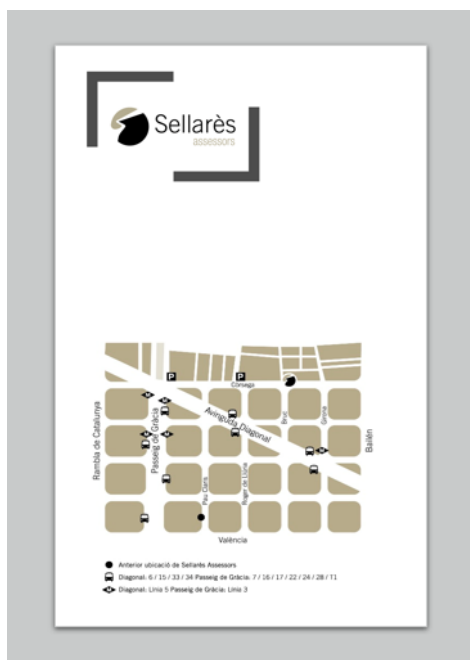 Sellarès
assessors
P
P
Còrsega
M
M
Avinguda Diagonal
Bruc
Girona
Rambla de Catalunya
Passeig de Gràcia
M
M
M
Bailèn
Pau Claris
Roger de Llúria
València
Anterior ubicació de Sellarès Assessors
Diagonal: 6 / 15 / 33 / 34 Passeig de Gràcia: 7 / 16 / 17 / 22 / 24 / 28 / 71
M Diagonal: Línia 5 Passeig de Gràcia: Línia 3